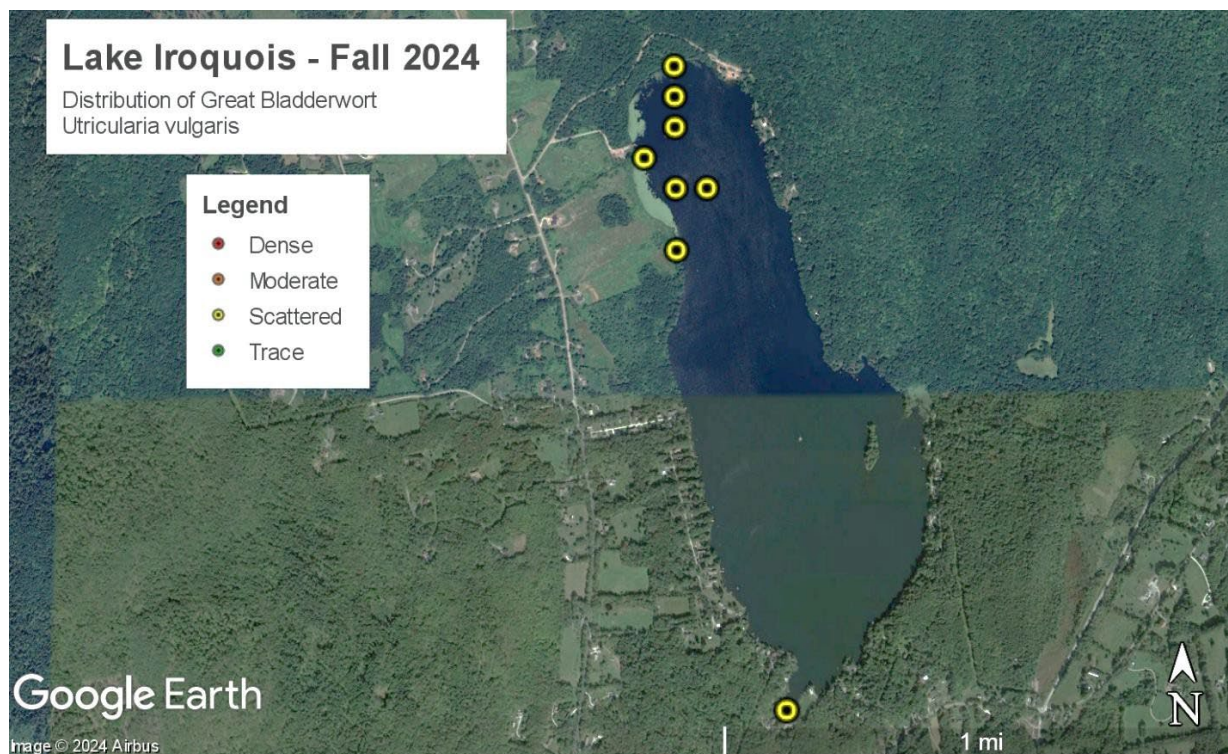 Lake Iroquois - Fall 2024
Distribution of Great Bladderwort
Utricularia vulgaris
Legend
Dense
Moderate
Scattered
Trace
N
Google Earth
1 mi
Image © 2024 Airbus